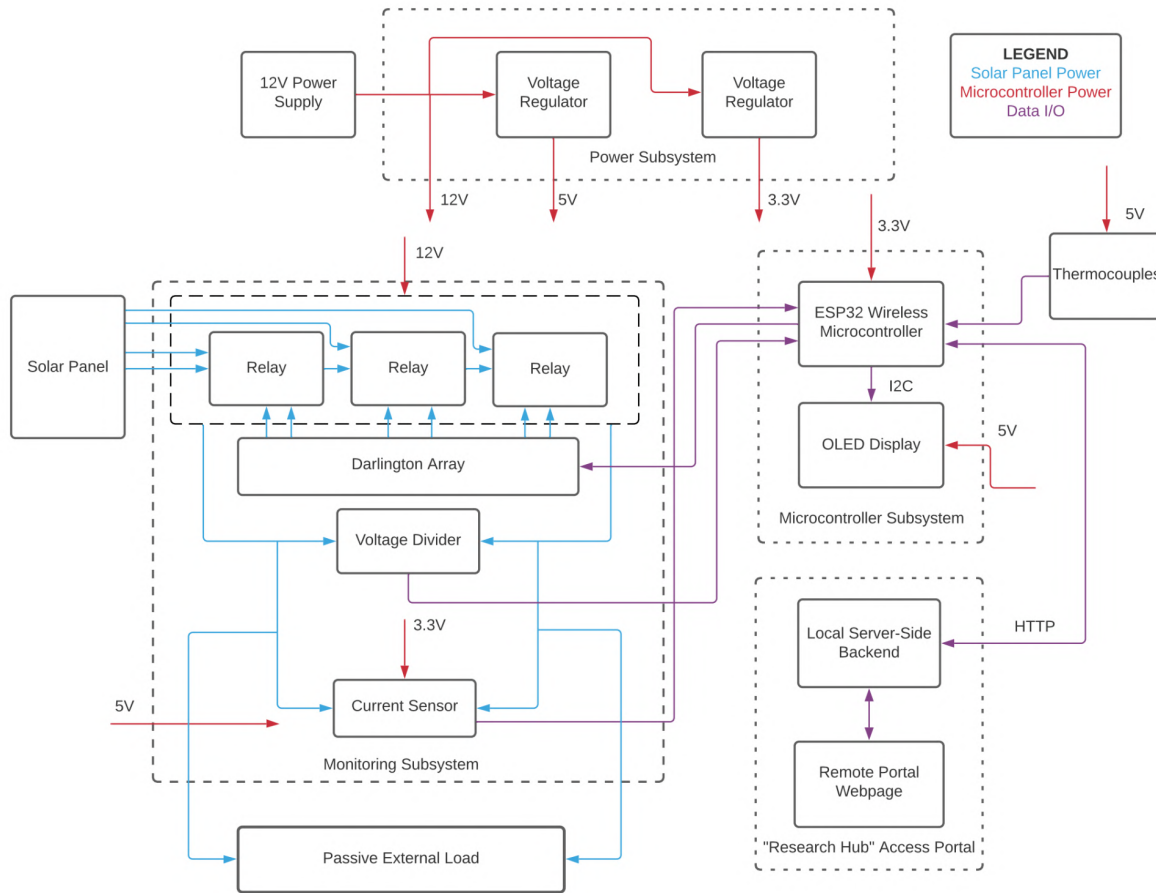 12V Power
Supply
Voltage
Regulator
Voltage
Regulator
Power Subsystem
LEGEND
Solar Panel Power
Microcontroller Power
Data I/O
12V
5V
3.3V
3.3V
5V
12V
Thermocouples
Solar Panel
Relay
Relay
Relay
Darlington Array
Voltage Divider
3.3V
Current Sensor
5V
Monitoring Subsystem
Passive External Load
ESP32 Wireless
Microcontroller
I2C
OLED Display
5V
Microcontroller Subsystem
Local Server-Side
Backend
HTTP
Remote Portal
Webpage
"Research Hub" Access Portal